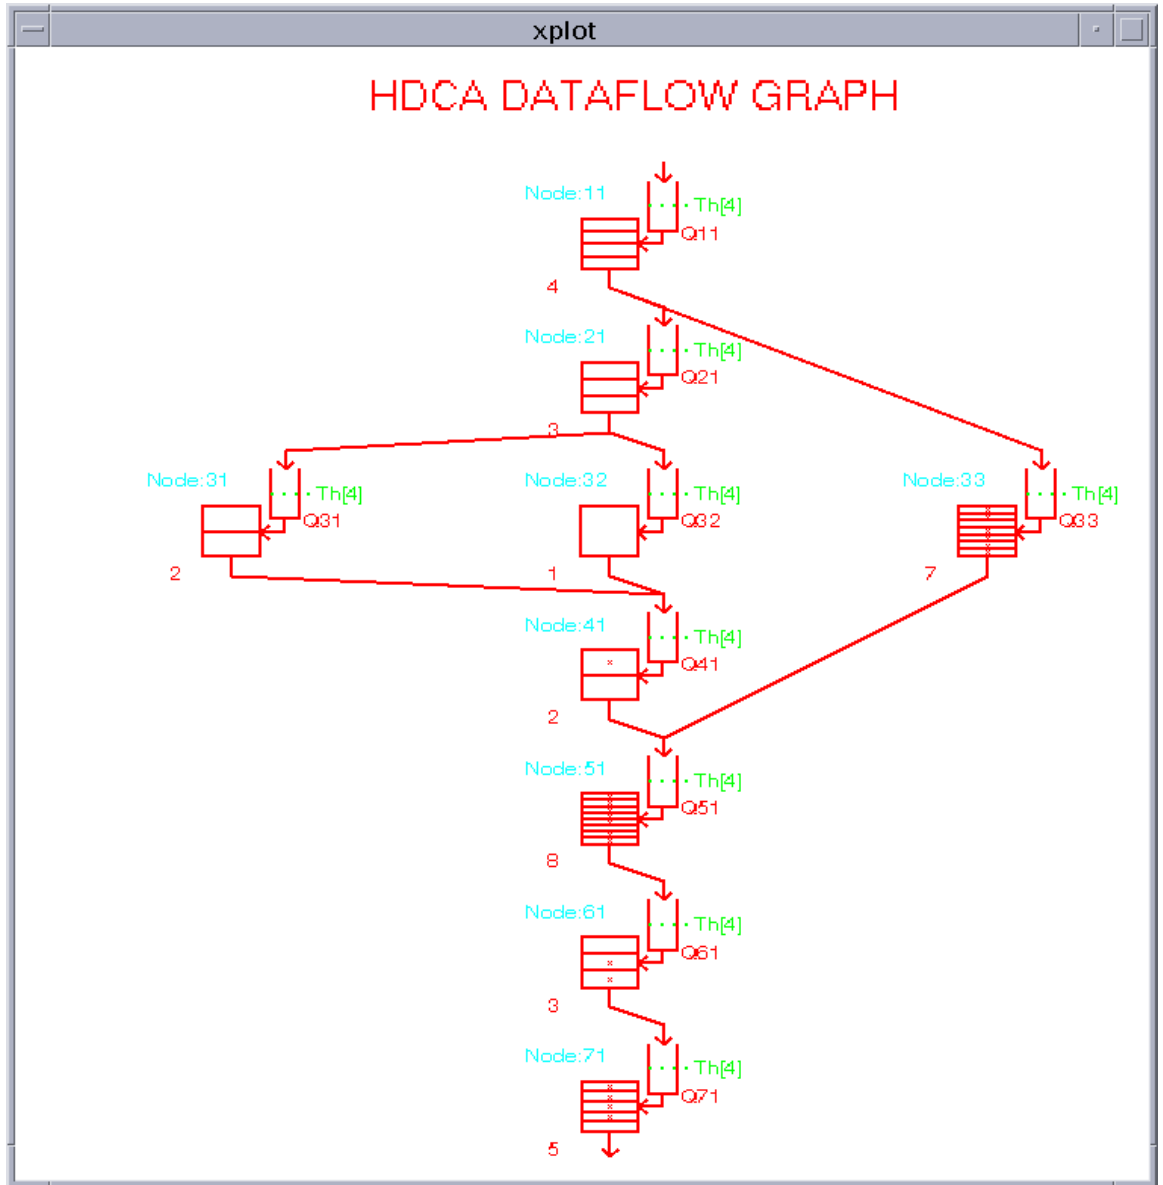 xplot
HDCA DATAFLOW GRAPH
Node:11
Th[4]
Q11
4
Node:21
Th[4]
Q21
3
Node:31
Th[4]
Q31
2
Node:32
Th[4]
Q32
1
Node:33
Th[4]
Q33
7
Node:41
Th[4]
Q41
2
Node:51
Th[4]
Q51
8
Node:61
Th[4]
Q61
3
Node:71
Th[4]
Q71
5